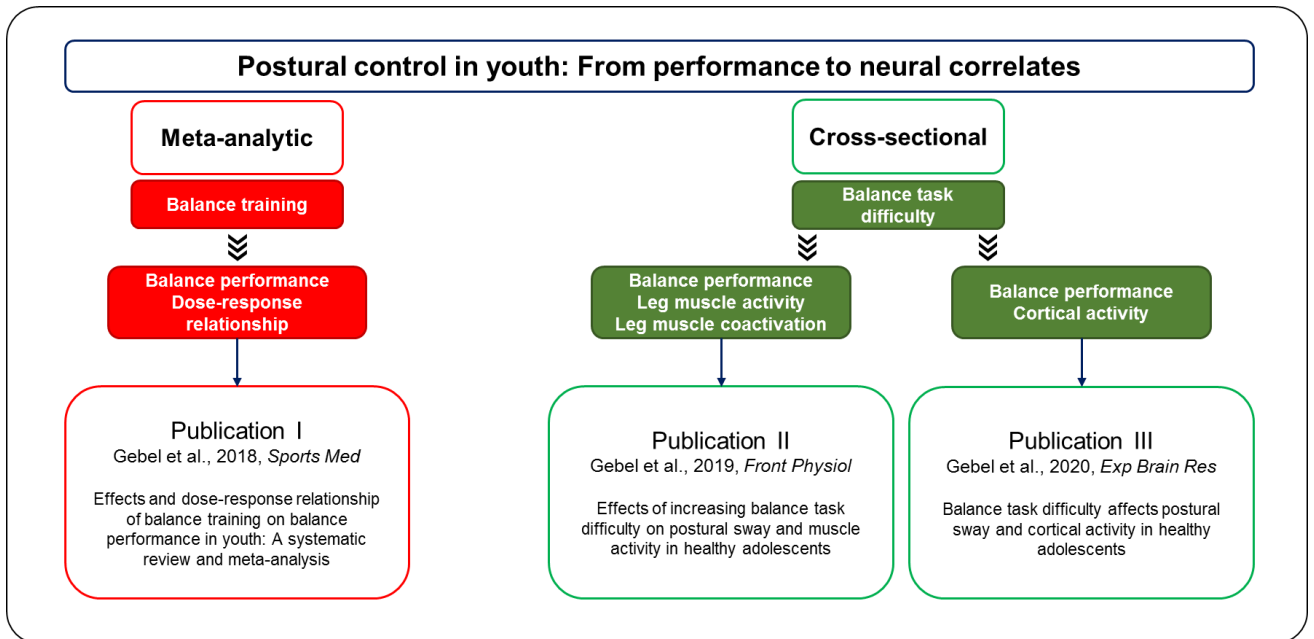 Postural control in youth: From performance to neural correlates
Meta-analytic
Balance training
Balance performance
Dose-response
relationship
Publication I
Gebel et al., 2018, Sports Med
Effects and dose-response relationship
of balance training on balance
performance in youth: A systematic
review and meta-analysis
Cross-sectional
Balance task
difficulty
Balance performance
Leg muscle activity
Leg muscle coactivation
Publication II
Gebel et al., 2019, Front Physiol
Effects of increasing balance task
difficulty on postural sway and muscle
activity in healthy adolescents
Balance performance
Cortical activity
Publication III
Gebel et al., 2020, Exp Brain Res
Balance task difficulty affects postural
sway and cortical activity in healthy
adolescents